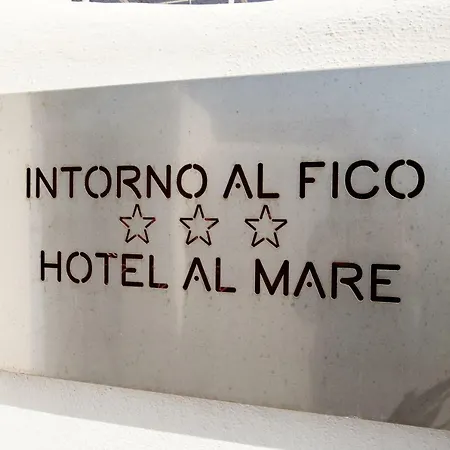 INTORNO AL FICO
☆ ☆ ☆
HOTEL AL MARE